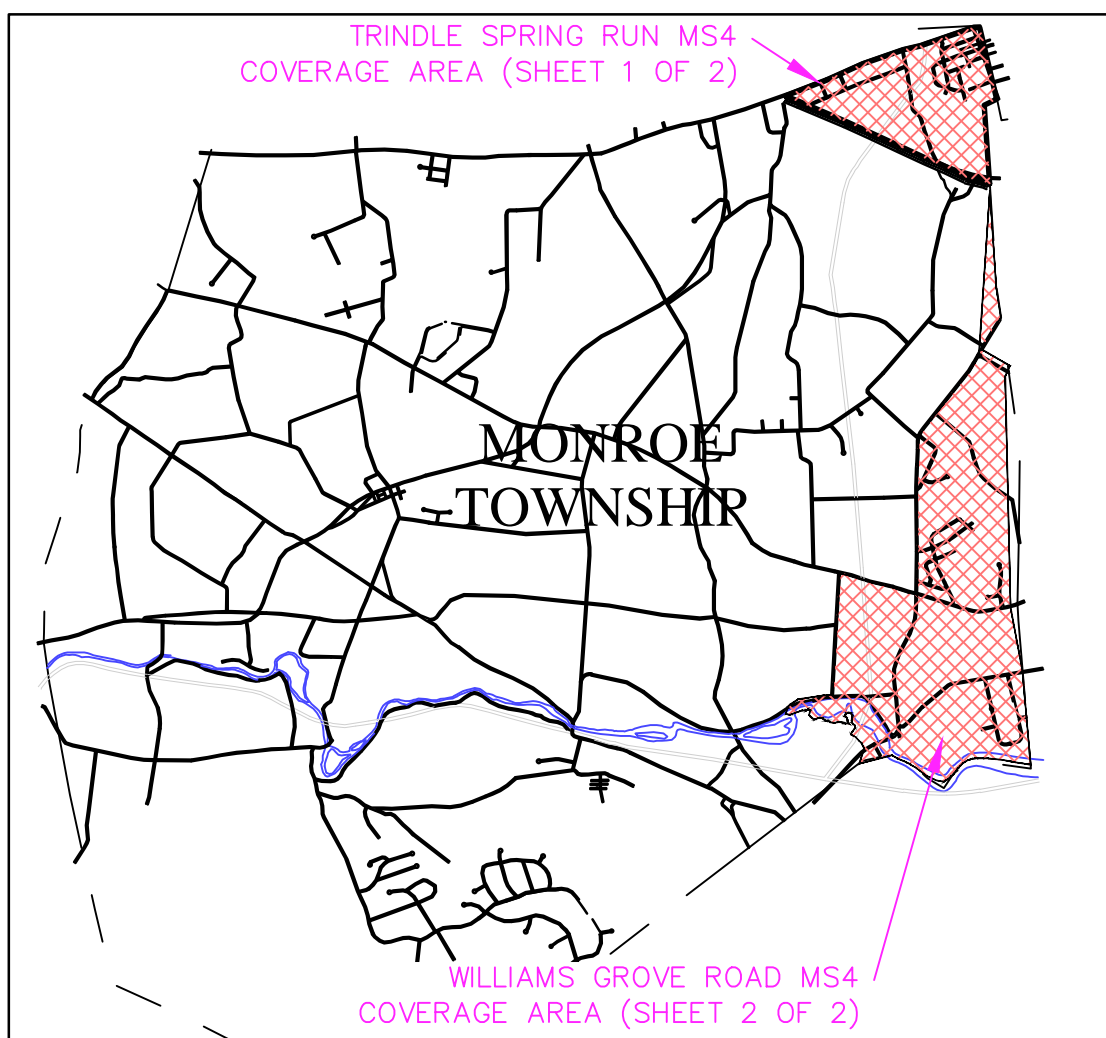 TRINDLE SPRING RUN MS4
COVERAGE AREA (SHEET 1 OF 2)
MONROE
TOWNSHIP
WILLIAMS GROVE ROAD MS4
COVERAGE AREA (SHEET 2 OF 2)